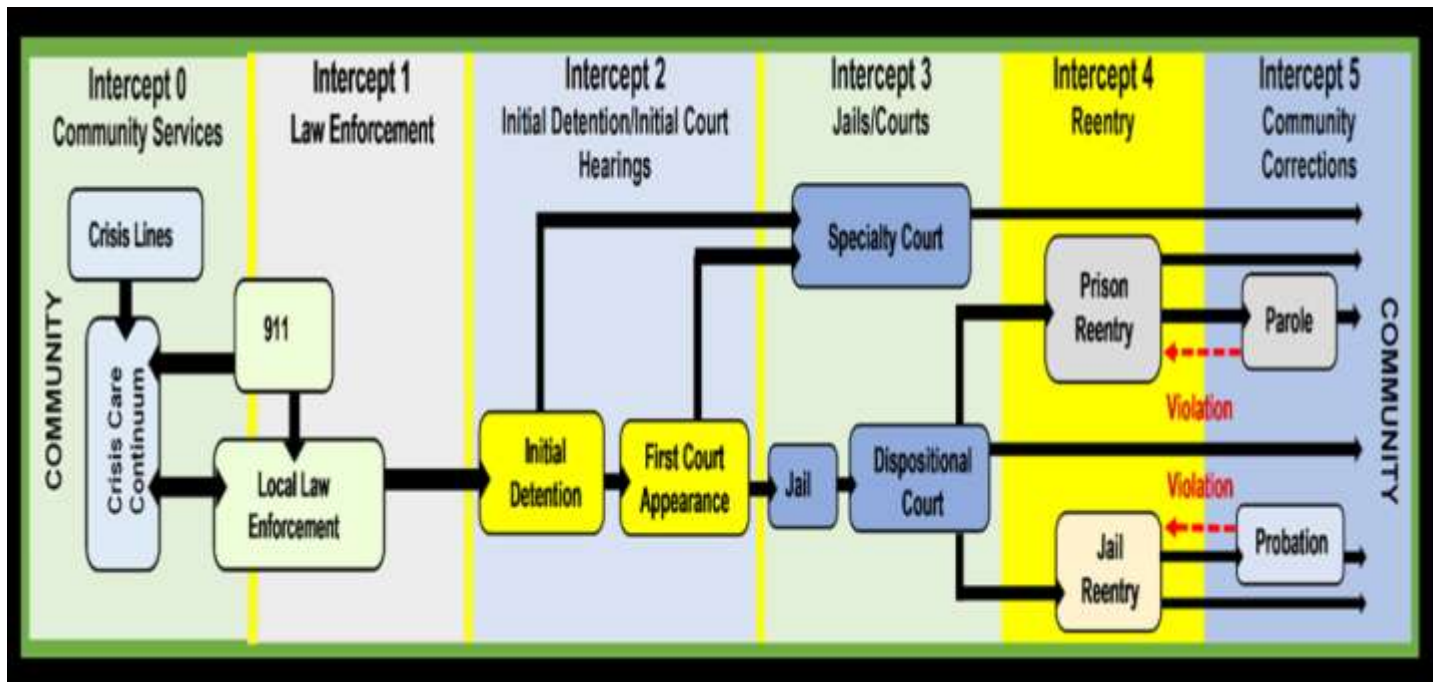 Intercept 0
Community Services
Intercept 1
Law Enforcement
Intercept 2
Initial Detention/Initial Court
Hearings
Intercept 3
Jails/Courts
Intercept 4
Reentry
Intercept 5
Community
Corrections
COMMUNITY
Crisis Lines
911
Crisis Care
Continuum
Local Law
Enforcement
Initial
Detention
First Court
Appearance
Specialty Court
Jail
Dispositional
Court
Prison
Reentry
Parole
Violation
Violation
Jail
Reentry
Probation
COMMUNITY